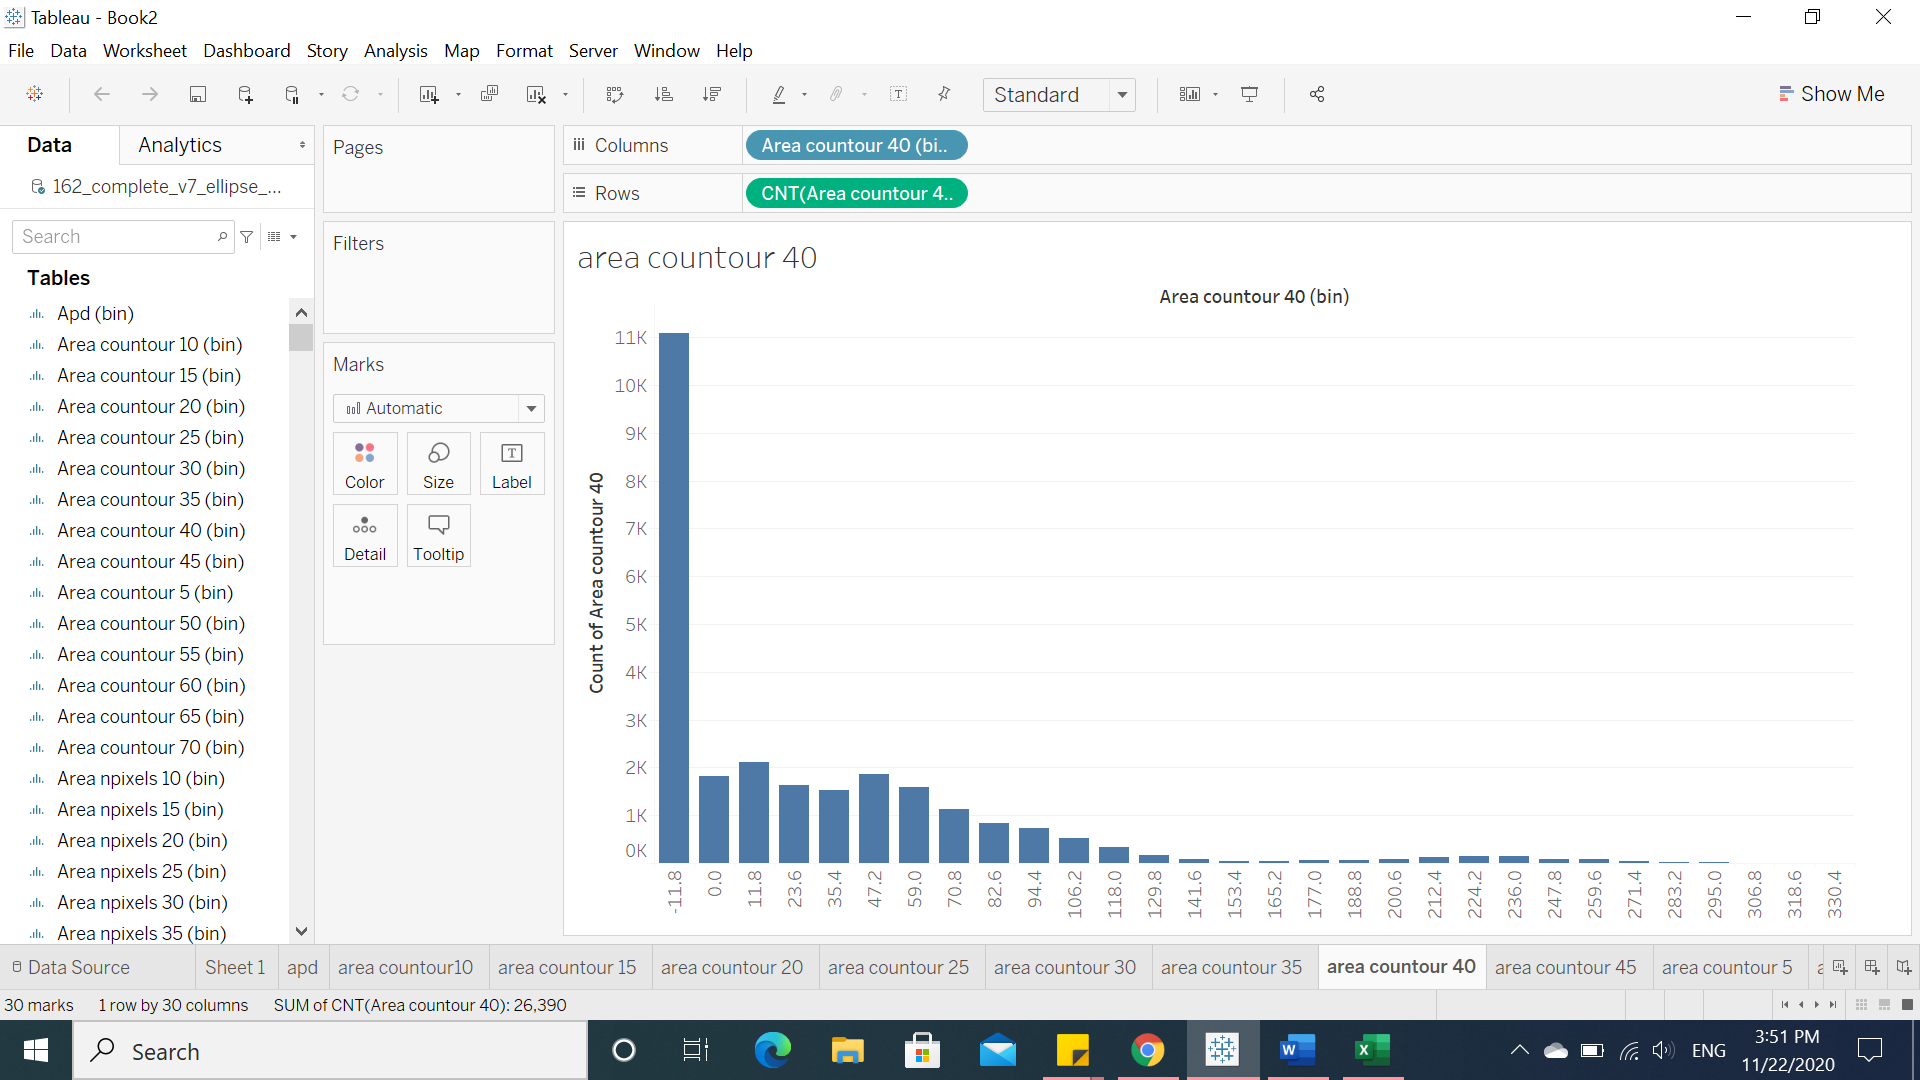 Tableau - Book2
File Data Worksheet Dashboard Story Analysis Map Format Server Window Help
Standard
Show Me
Data Analytics
162_complete_v7_ellipse_...
Search
Tables
Apd (bin)
Area countour 10 (bin)
Area countour 15 (bin)
Area countour 20 (bin)
Area countour 25 (bin)
Area countour 30 (bin)
Area countour 35 (bin)
Area countour 40 (bin)
Area countour 45 (bin)
Area countour 5 (bin)
Area countour 50 (bin)
Area countour 55 (bin)
Area countour 60 (bin)
Area countour 65 (bin)
Area countour 70 (bin)
Area npixels 10 (bin)
Area npixels 15 (bin)
Area npixels 20 (bin)
Area npixels 25 (bin)
Area npixels 30 (bin)
Area npixels 35 (bin)
Pages
Filters
Marks
Automatic
Color Size Label
T
Detail Tooltip
Columns Area countour 40 (bi..
Rows CNT(Area countour 4..
area countour 40
Area countour 40 (bin)
Count of Area countour 40
11K
10K
9K
8K
7K
6K
5K
4K
3K
2K
1K
0K
-11.8 0.0 11.8 23.6 35.4 47.2 59.0 70.8 82.6 94.4 106.2 118.0 129.8 141.6 153.4 165.2 177.0 188.8 200.6 212.4 224.2 236.0 247.8 259.6 271.4 283.2 295.0 306.8 318.6 330.4
Data Source Sheet 1 apd area countour10 area countour 15 area countour 20 area countour 25 area countour 30 area countour 35 area countour 40 area countour 45 area countour 5
30 marks 1 row by 30 columns SUM of CNT(Area countour 40): 26,390
Search
W
X
ENG
3:51 PM
11/22/2020